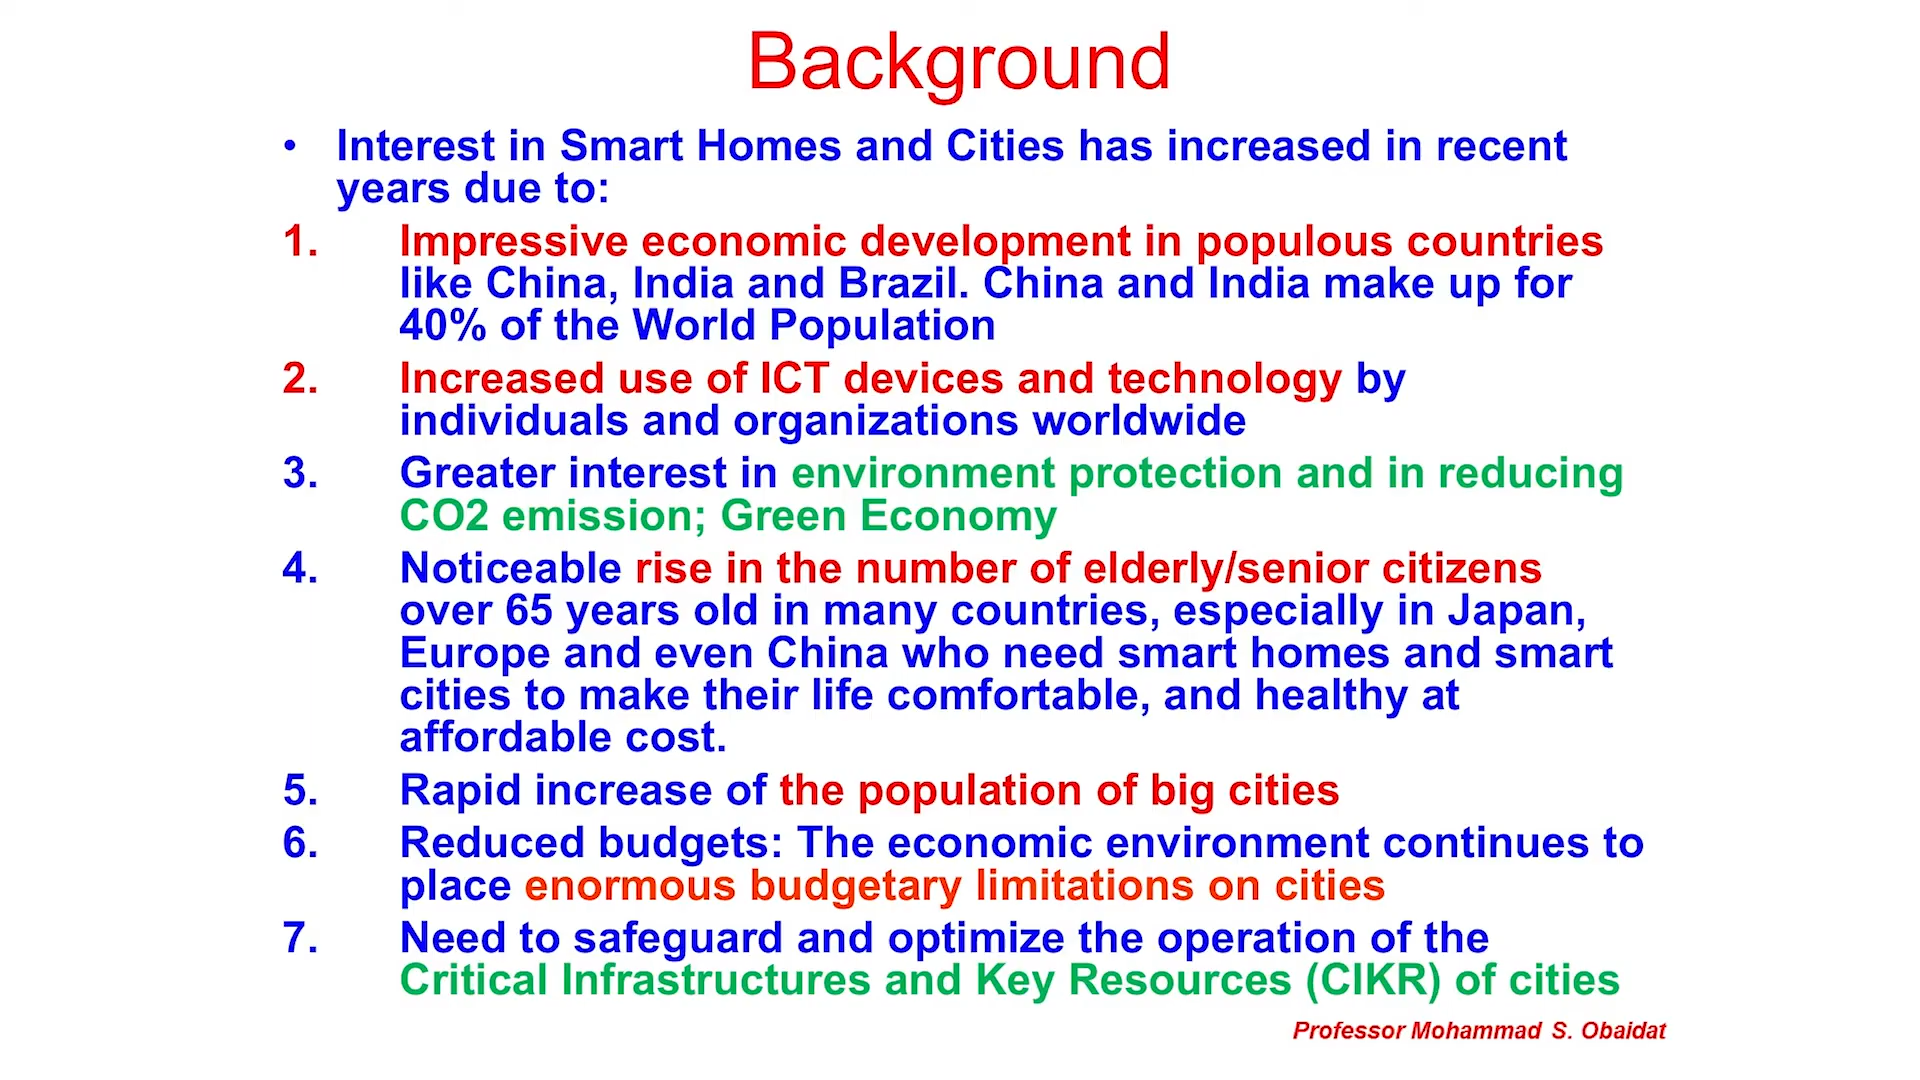 Background
• Interest in Smart Homes and Cities has increased in recent
years due to:
1. Impressive economic development in populous countries
like China, India and Brazil. China and India make up for
40% of the World Population
2. Increased use of ICT devices and technology by
individuals and organizations worldwide
3. Greater interest in environment protection and in reducing
CO2 emission; Green Economy
4. Noticeable rise in the number of elderly/senior citizens
over 65 years old in many countries, especially in Japan,
Europe and even China who need smart homes and smart
cities to make their life comfortable, and healthy at
affordable cost.
5. Rapid increase of the population of big cities
6. Reduced budgets: The economic environment continues to
place enormous budgetary limitations on cities
7. Need to safeguard and optimize the operation of the
Critical Infrastructures and Key Resources (CIKR) of cities
Professor Mohammad S. Obaidat